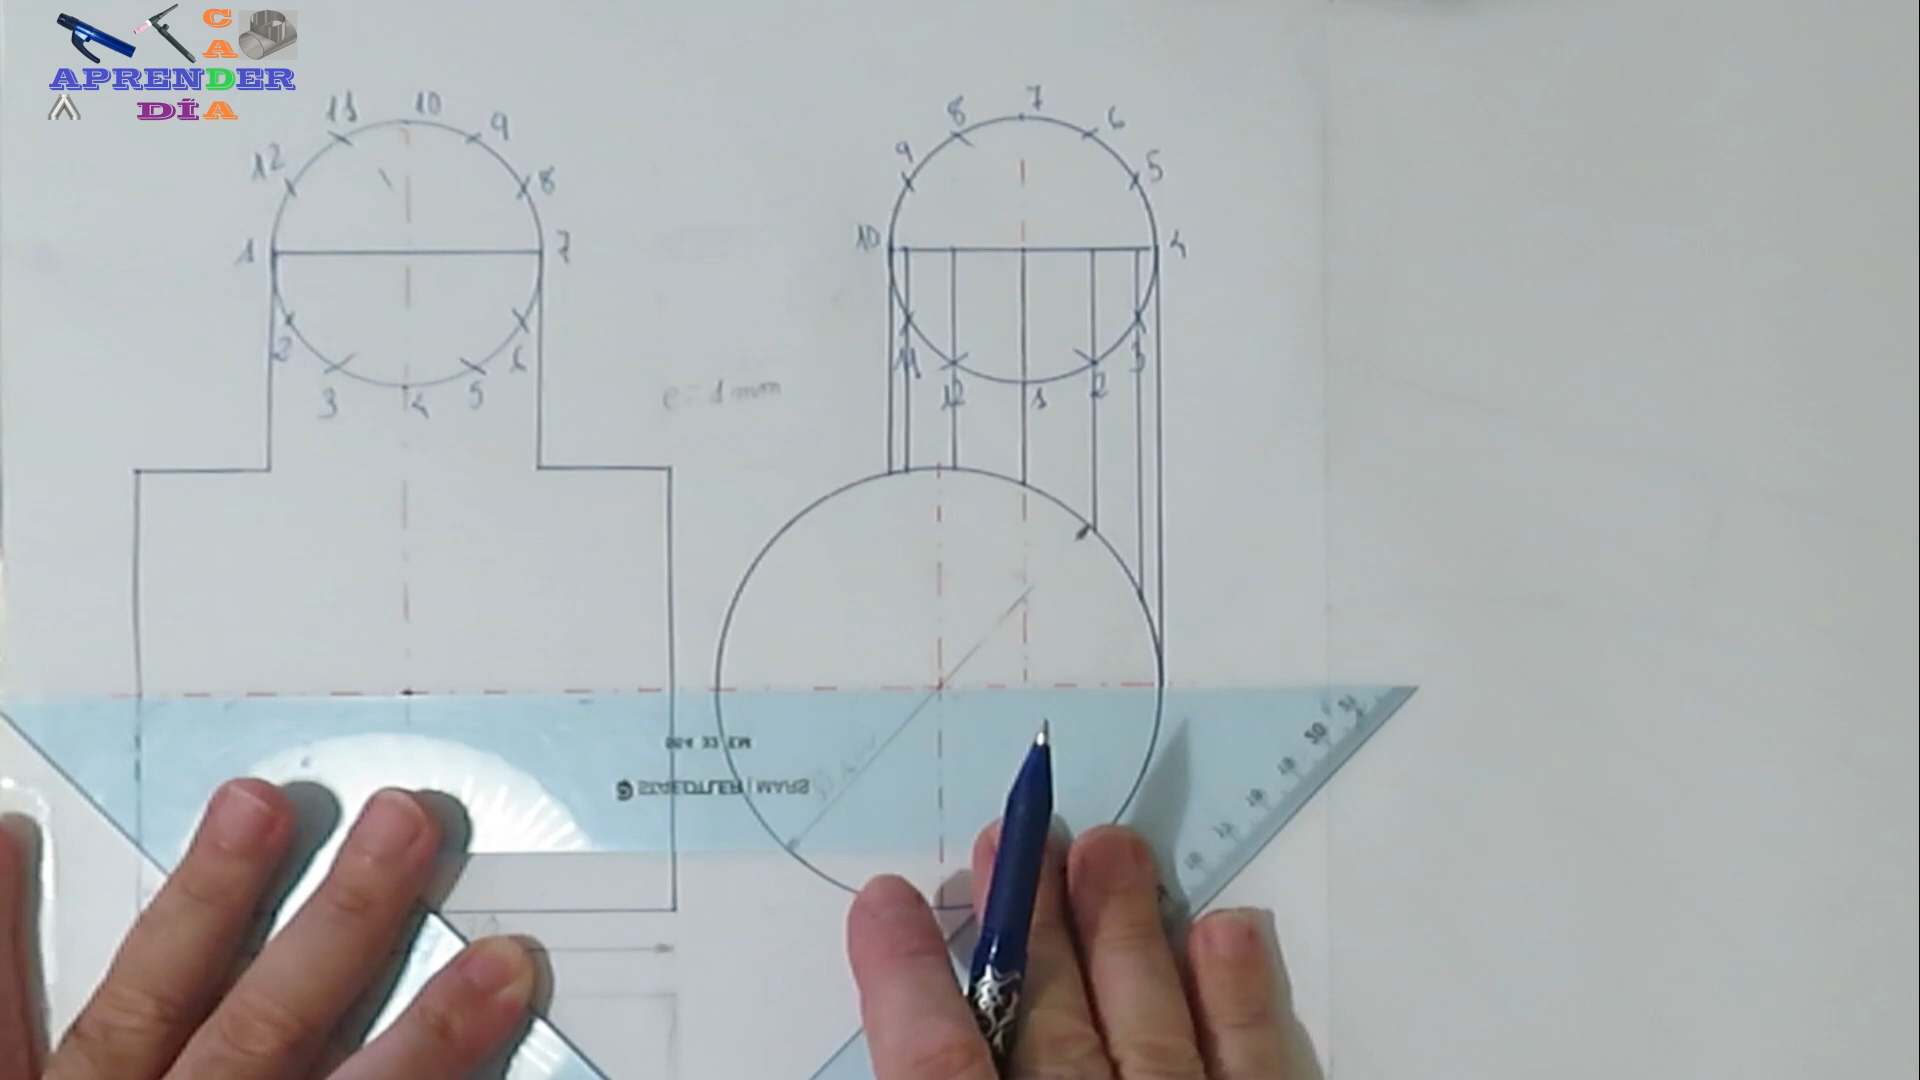 CADA
APRENDER
DÍA
11 10 9
12 8
1 7
2 6
3 4 5
8 7 6
9 5
10 4
11 3
12 1 2
e = 1 mm
STAEDTLER | MARS